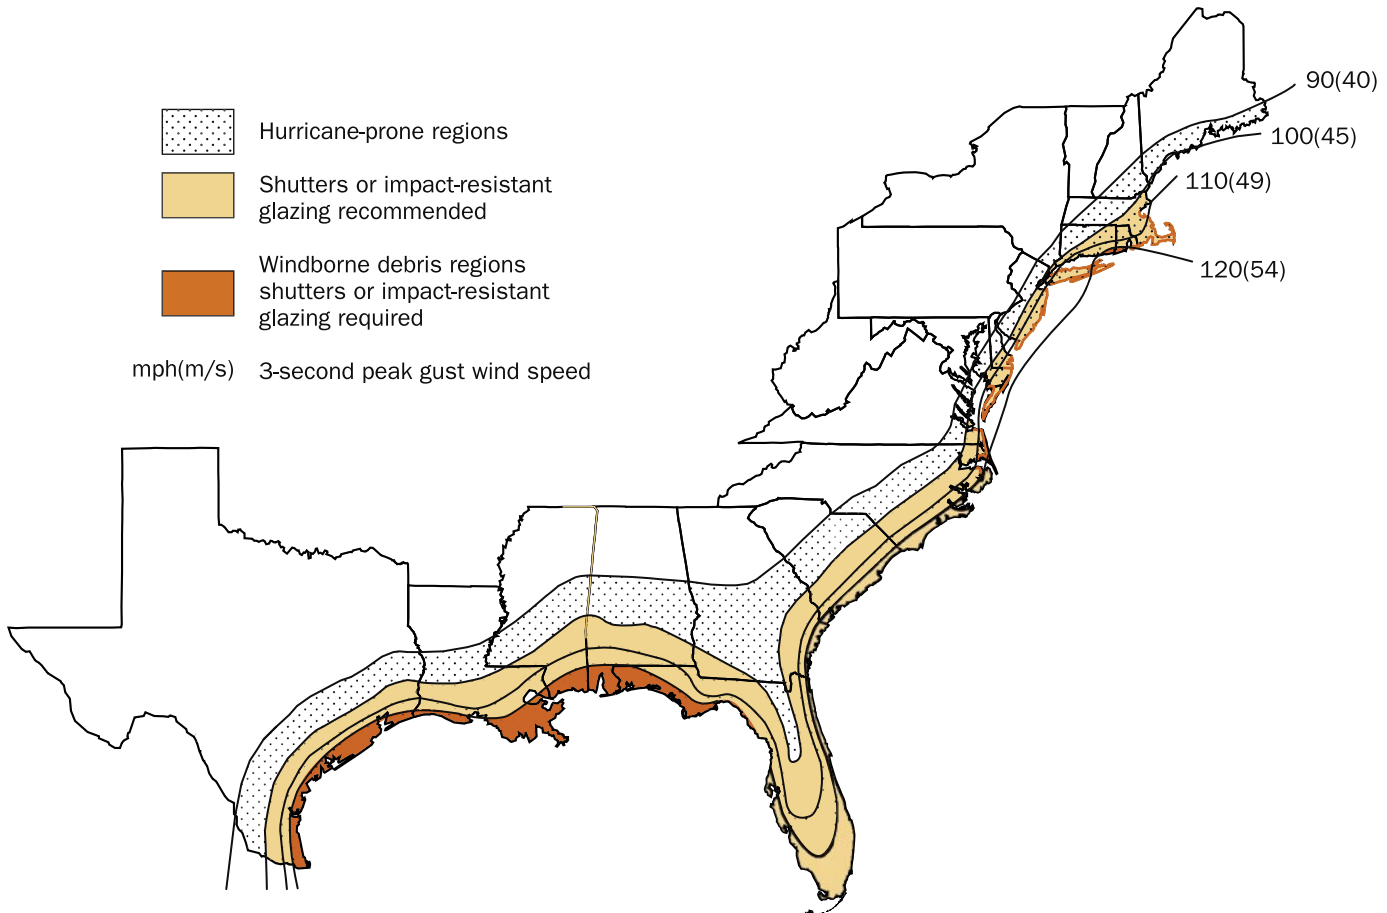 90(40)
100(45)
110(49)
120(54)
Hurricane-prone regions
Shutters or impact-resistant
glazing recommended
Windborne debris regions
shutters or impact-resistant
glazing required
mph(m/s) 3-second peak gust wind speed